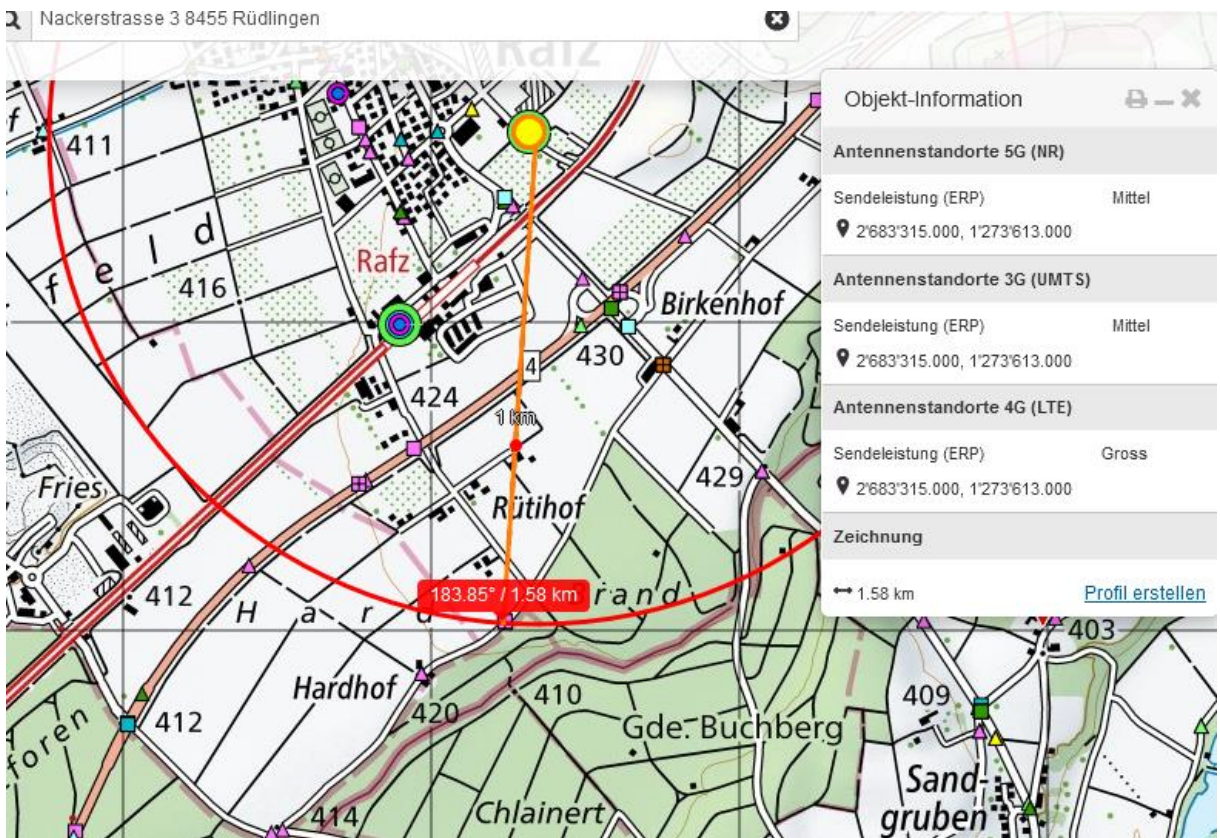 Nackerstrasse 3 8455 Rüdlingen
Rafz
Objekt-Information
Antennenstandorte 5G (NR)
Sendeleistung (ERP) Mittel
2'683'315.000, 1'273'613.000
Antennenstandorte 3G (UMTS)
Sendeleistung (ERP) Mittel
2'683'315.000, 1'273'613.000
Antennenstandorte 4G (LTE)
Sendeleistung (ERP) Gross
2'683'315.000, 1'273'613.000
Zeichnung
1.58 km Profil erstellen
f
411
f e l d
416
Rafz
Birkenhof
430
4
424
1 km
429
Fries
Rütihof
412
183.85° / 1.58 km
Brand
Hard
403
Hardhof
420
410
409
412
Gde. Buchberg
foren
Sand-
gruben
414
Chlainert